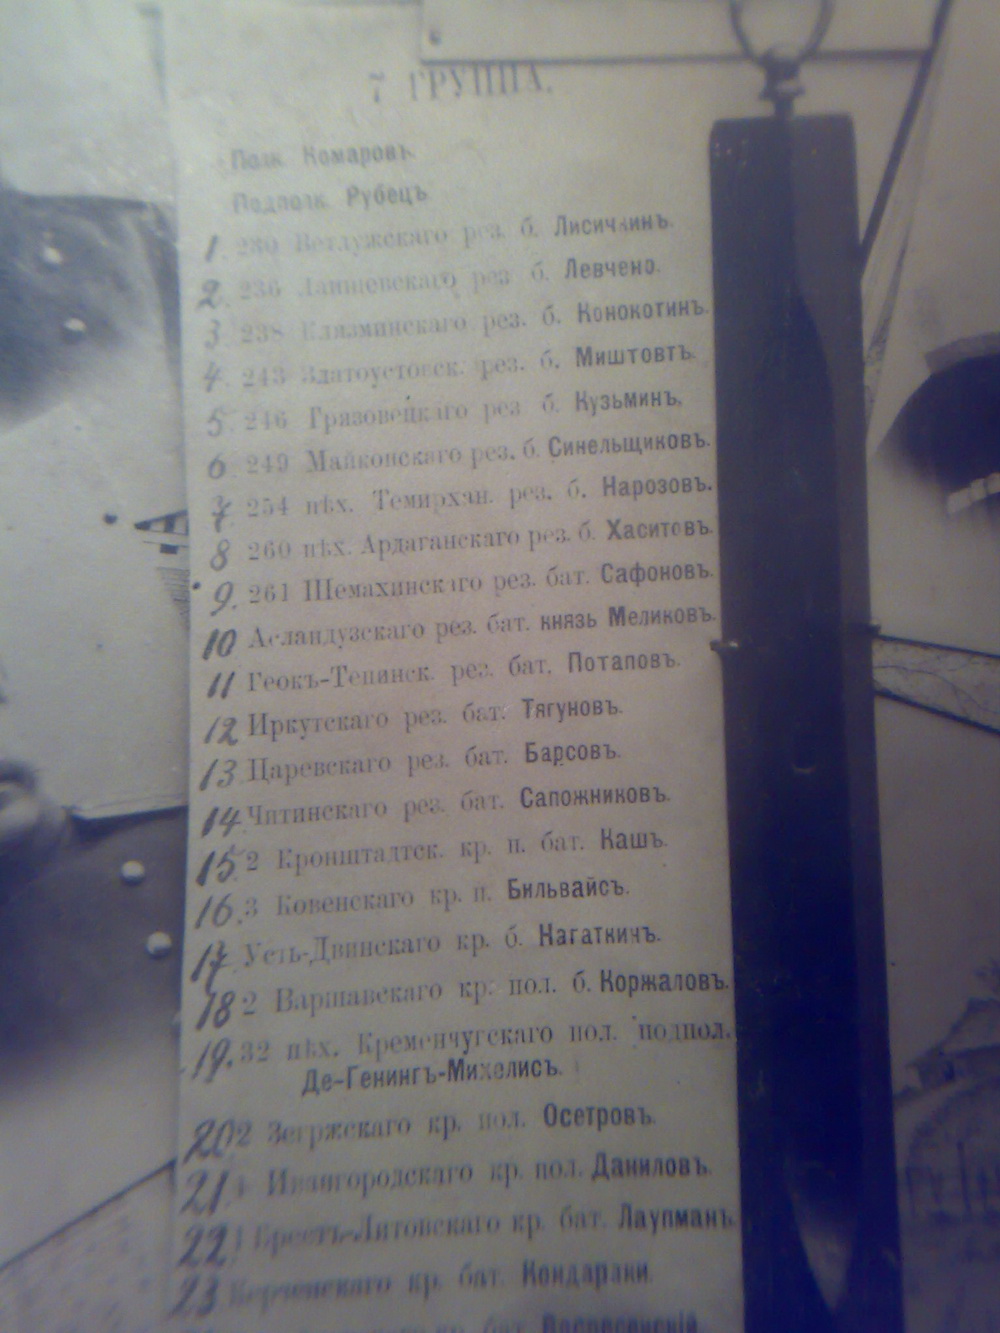 7 ГРУППА.
Полк. Комаровъ.
Подполк. Рубецъ
1. 230 Ветлужскаго рез. б. Лисичкинъ.
2. 236 Лаишевскаго рез. б. Левчено.
3. 238 Клязминскаго рез. б. Конокотинъ.
4. 243 Златоустовск. рез. б. Миштовтъ.
5. 246 Грязовецкаго рез. б. Кузьминъ.
6. 249 Майкопскаго рез. б. Синельщиковъ.
7. 254 пѣх. Темирхан. рез. б. Нарозовъ.
8 260 пѣх. Ардаганскаго рез. б. Хаситовъ.
9. 261 Шемахинскаго рез. бат. Сафоновъ.
10 Асландузскаго рез. бат. князь Меликовъ.
11 Геокъ-Тепинск. рез. бат. Потаповъ.
12 Иркутскаго рез. бат. Тягуновъ.
13 Царевскаго рез. бат. Барсовъ.
14 Читинскаго рез. бат. Сапожниковъ.
15. 2 Кронштадтск. кр. п. бат. Кашъ.
16. 3 Ковенскаго кр. п. Бильвайсъ.
17 Усть-Двинскаго кр. б. Нагаткинъ.
18 2 Варшавскаго кр. пол. б. Коржаловъ.
19. 32 пѣх. Кременчугскаго пол. подпол.
Де-Генингъ-Михелисъ.
20 2 Зегржскаго кр. пол. Осетровъ.
21 Ивангородскаго кр. пол. Даниловъ.
22 1 Брестъ-Литовскаго кр. бат. Лаупманъ.
23 Керченскаго кр. бат. Кондараки.
кр. бат.